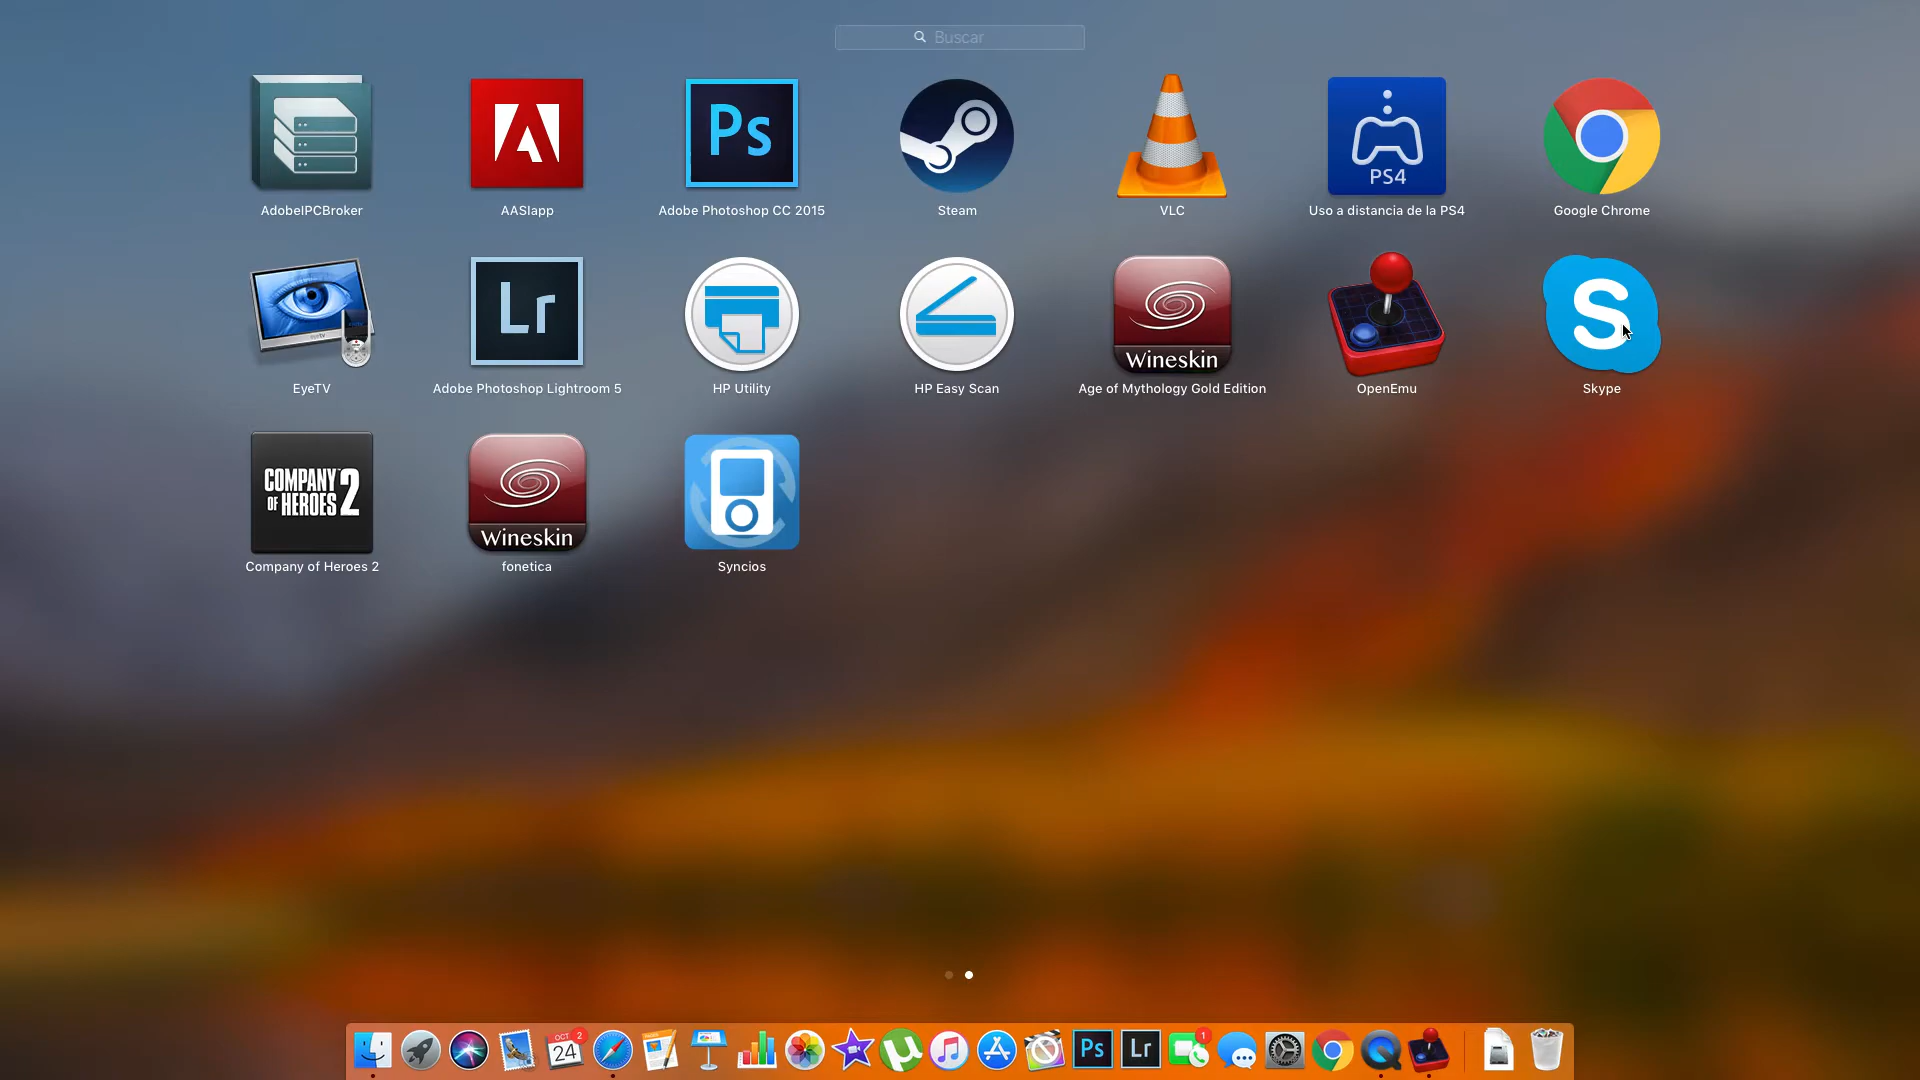 Buscar
Ps
PS4
AdobeIPCBroker
AASIapp
Adobe Photoshop CC 2015
Steam
VLC
Uso a distancia de la PS4
Google Chrome
Lr
Wineskin
S
EyeTV
Adobe Photoshop Lightroom 5
HP Utility
HP Easy Scan
Age of Mythology Gold Edition
OpenEmu
Skype
COMPANY
OF HEROES 2
Wineskin
Company of Heroes 2
fonetica
Syncios
OCT
2
24
Ps
Lr
1